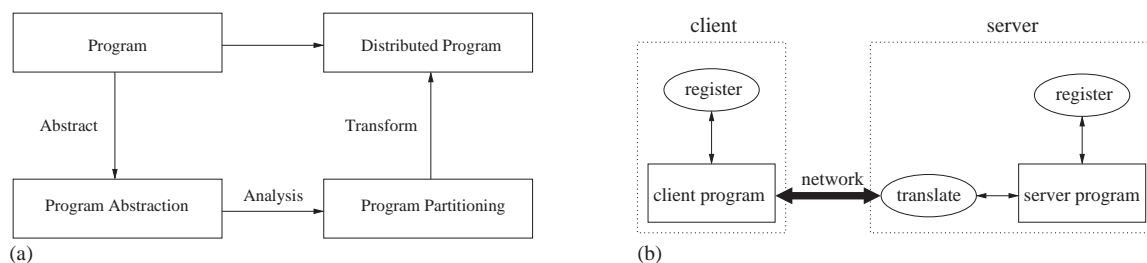 Program
Distributed Program
Abstract
Transform
Program Abstraction
Analysis
Program Partitioning
(a)
client
server
register
register
client program
network
translate
server program
(b)